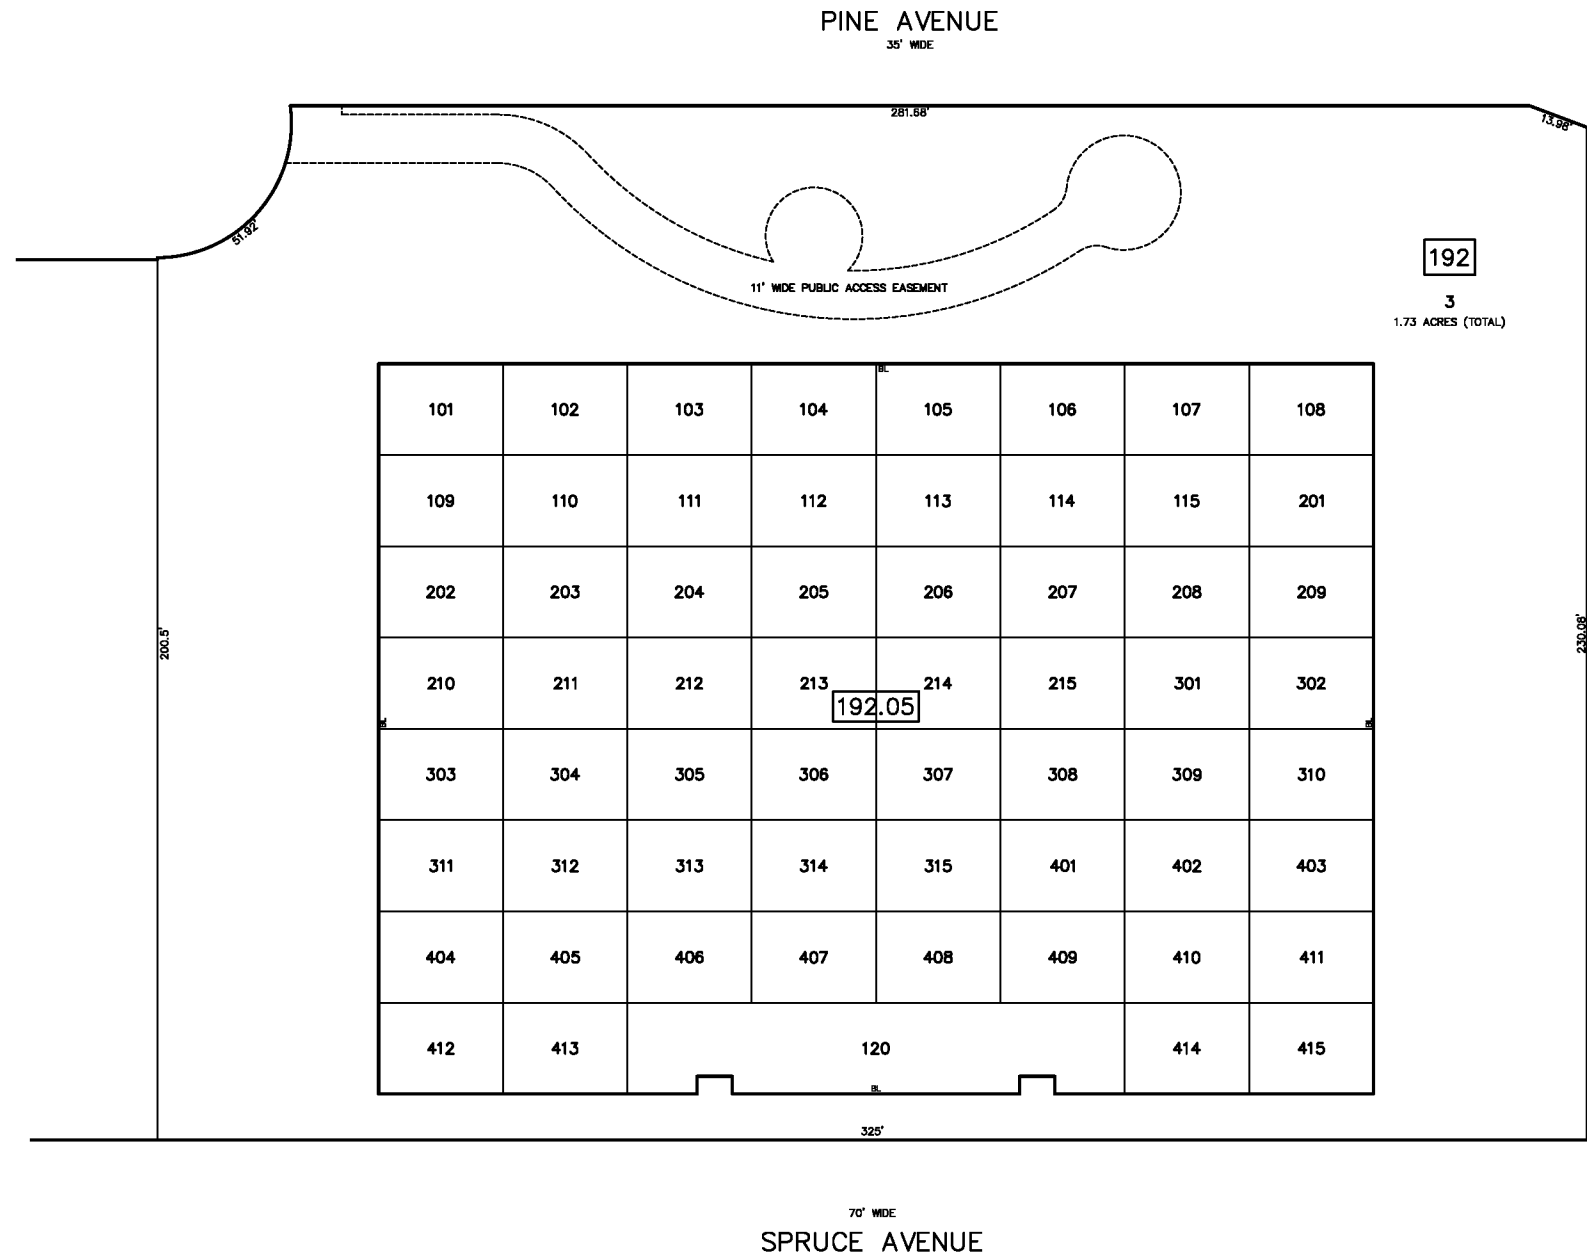 PINE AVENUE
35' WIDE
281.68'
13.98'
51.92'
192
11' WIDE PUBLIC ACCESS EASEMENT
3
1.73 ACRES (TOTAL)
BL
101 102 103 104 105 106 107 108
109 110 111 112 113 114 115 201
202 203 204 205 206 207 208 209
200.5'
230.08'
210 211 212 213 214 215 301 302
192.05
BL
BL
303 304 305 306 307 308 309 310
311 312 313 314 315 401 402 403
404 405 406 407 408 409 410 411
412 413 120 414 415
BL
325'
70' WIDE
SPRUCE AVENUE